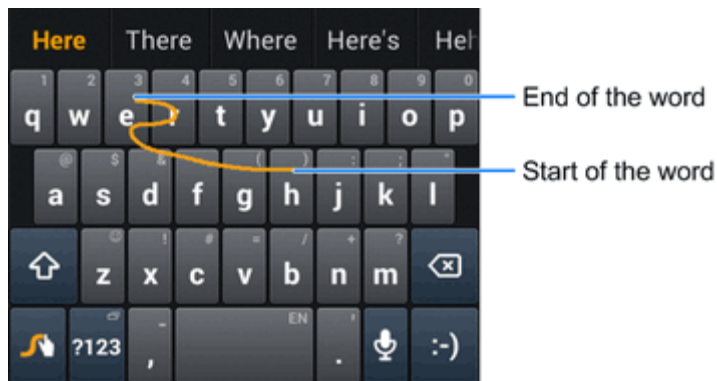 Here There Where Here's Heh
1 2 3 4 5 6 7 8 9 0
q w e r t y u i o p
End of the word
@ $ & ( ) : ; "
a s d f g h j k l
Start of the word
! # = / + ?
z x c v b n m
EN
?123 _ , . ' :-)